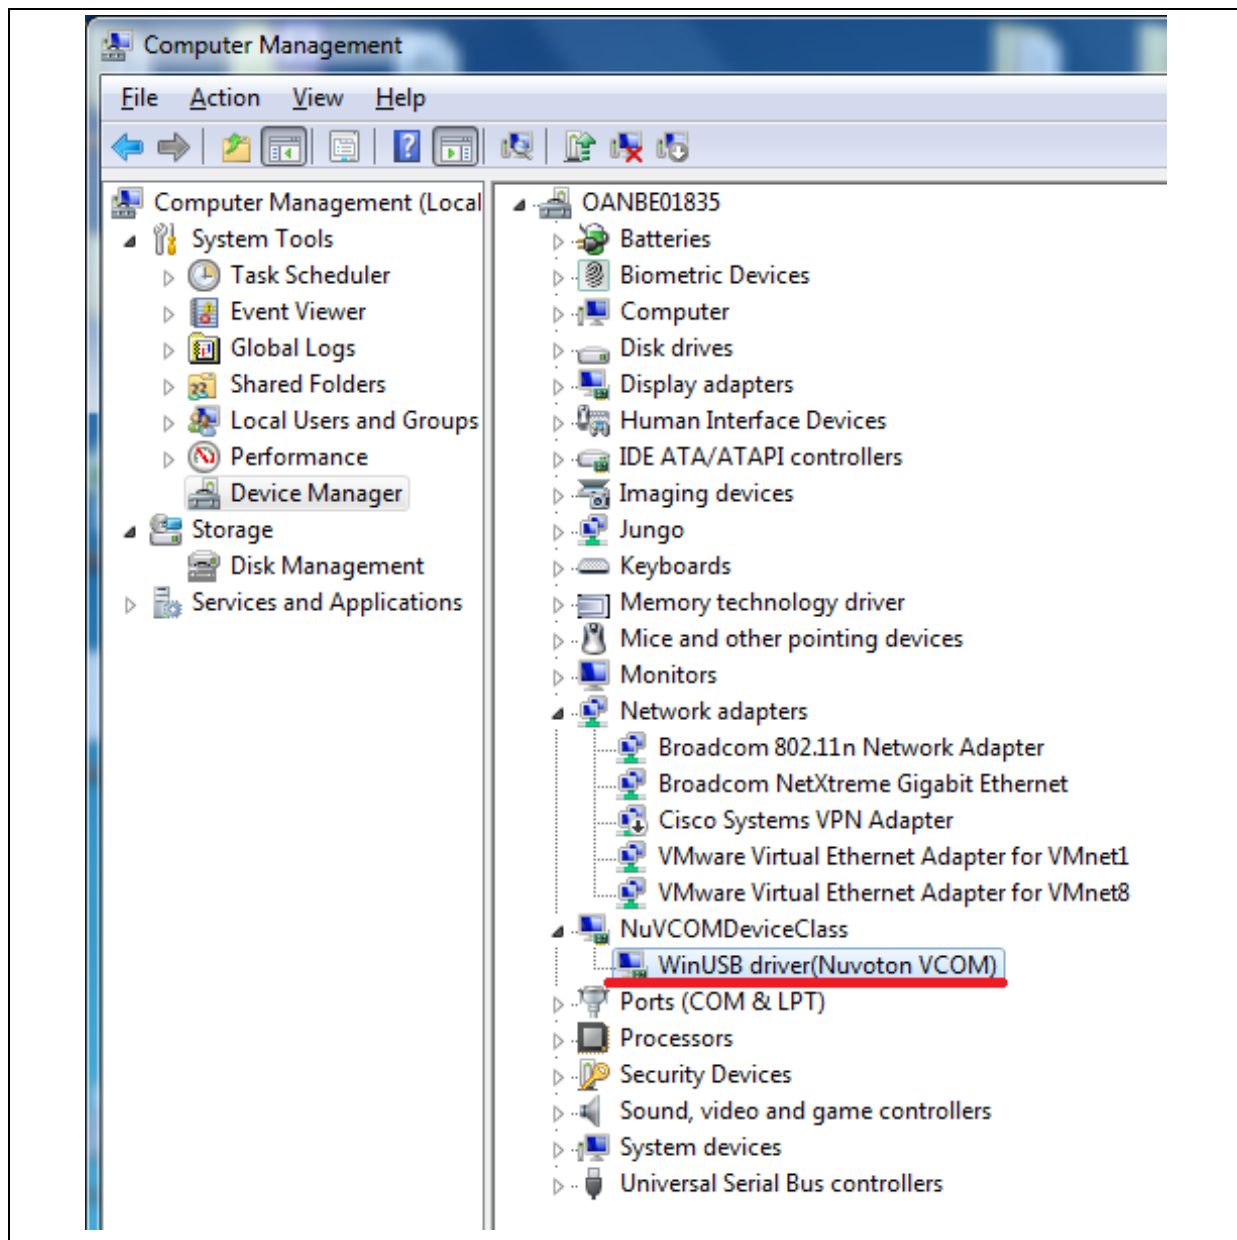 Computer Management
File Action View Help
Computer Management (Local
System Tools
Task Scheduler
Event Viewer
Global Logs
Shared Folders
Local Users and Groups
Performance
Device Manager
Storage
Disk Management
Services and Applications
OANBE01835
Batteries
Biometric Devices
Computer
Disk drives
Display adapters
Human Interface Devices
IDE ATA/ATAPI controllers
Imaging devices
Jungo
Keyboards
Memory technology driver
Mice and other pointing devices
Monitors
Network adapters
Broadcom 802.11n Network Adapter
Broadcom NetXtreme Gigabit Ethernet
Cisco Systems VPN Adapter
VMware Virtual Ethernet Adapter for VMnet1
VMware Virtual Ethernet Adapter for VMnet8
NuVCOMDeviceClass
WinUSB driver(Nuvoton VCOM)
Ports (COM & LPT)
Processors
Security Devices
Sound, video and game controllers
System devices
Universal Serial Bus controllers